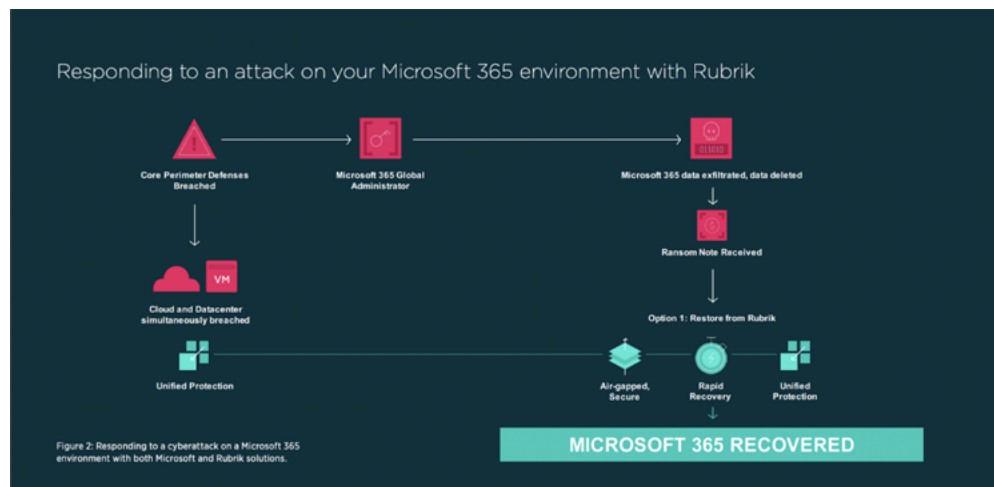 Responding to an attack on your Microsoft 365 environment with Rubrik
Core Perimeter Defenses
Breached
Microsoft 365 Global
Administrator
011010
Microsoft 365 data exfiltrated, data deleted
Ransom Note Received
VM
Cloud and Datacenter
simultaneously breached
Option 1: Restore from Rubrik
Unified Protection
Air-gapped,
Secure
Rapid
Recovery
Unified
Protection
MICROSOFT 365 RECOVERED
Figure 2: Responding to a cyberattack on a Microsoft 365
environment with both Microsoft and Rubrik solutions.